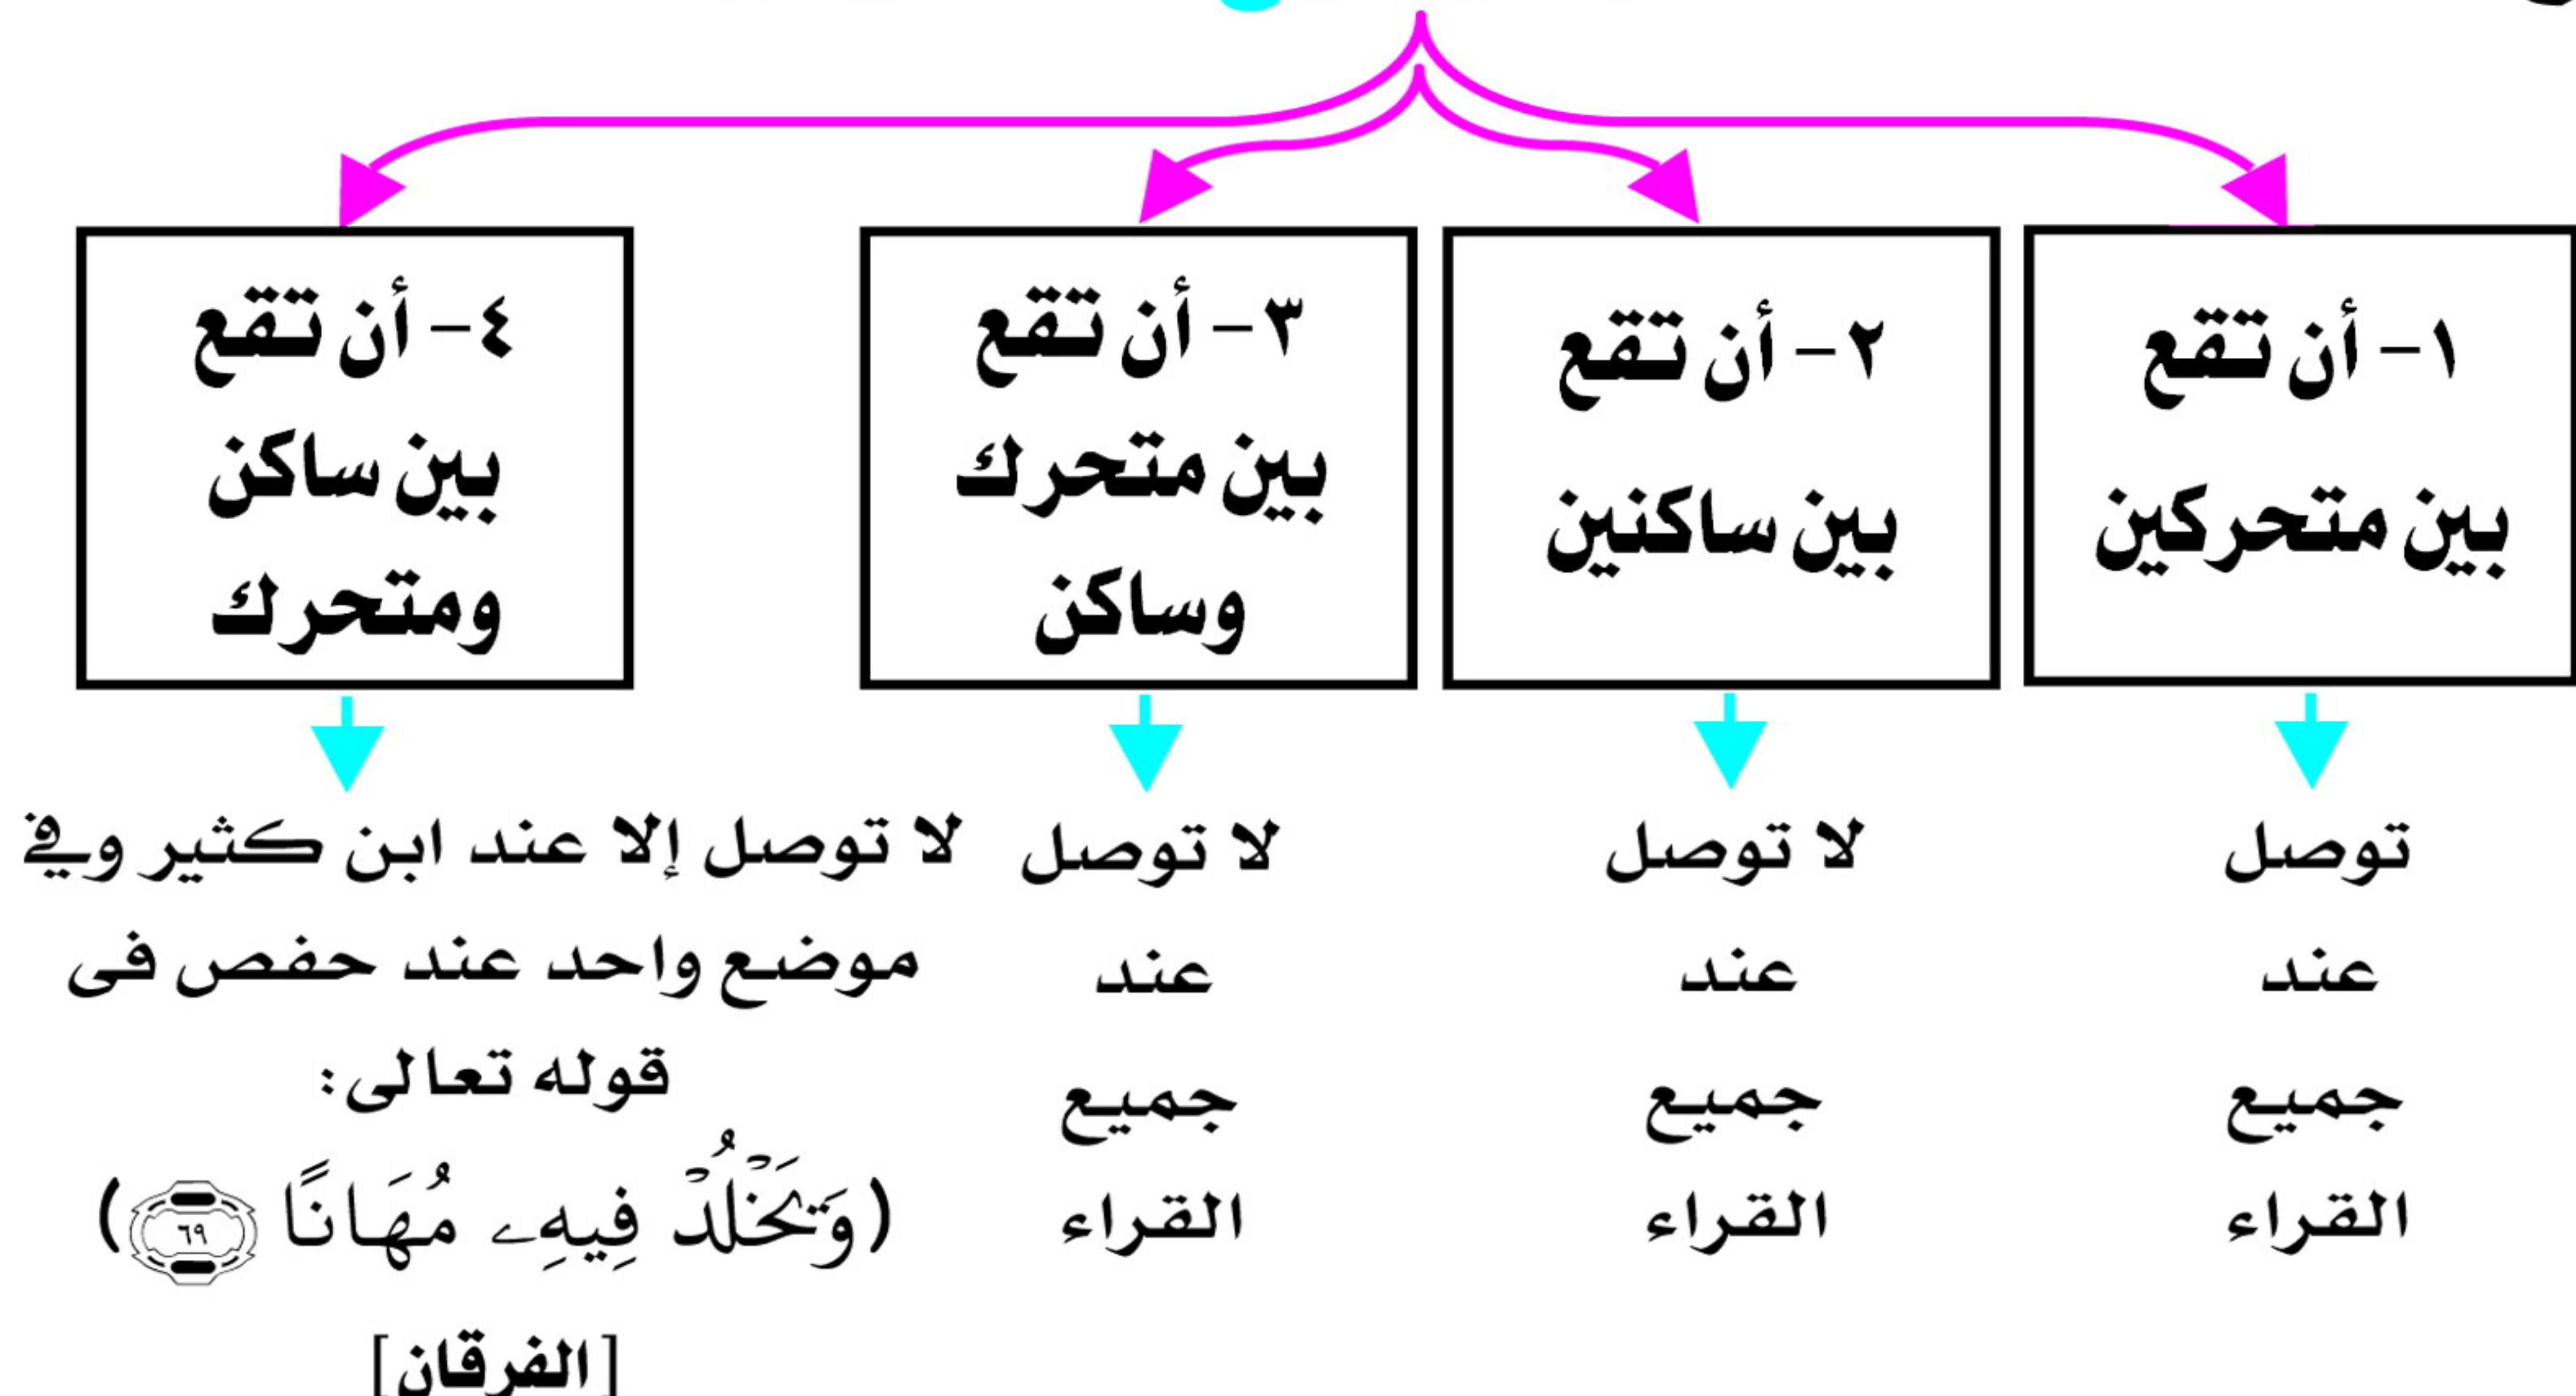 ١- أن تقع
بين متحركين
توصل
عند
جميع
القراء
٢- أن تقع
بين ساكنين
لا توصل
عند
جميع
القراء
٣- أن تقع
بين متحرك
وساكن
لا توصل
عند
جميع
القراء
٤- أن تقع
بين ساكن
ومتحرك
لا توصل إلا عند ابن كثير وفي
موضع واحد عند حفص فى
قوله تعالى:
(وَيَخْلُدْ فِيهِۦ مُهَانًا ٦٩)
[الفرقان]